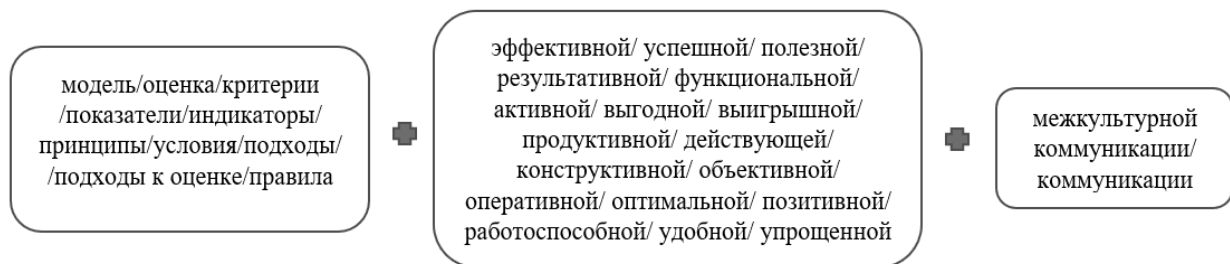 модель/оценка/критерии
/показатели/индикаторы/
принципы/условия/подходы/
/подходы к оценке/правила
эффективной/ успешной/ полезной/
результативной/ функциональной/
активной/ выгодной/ выигрышной/
продуктивной/ действующей/
конструктивной/ объективной/
оперативной/ оптимальной/ позитивной/
работоспособной/ удобной/ упрощенной
межкультурной
коммуникации/
коммуникации